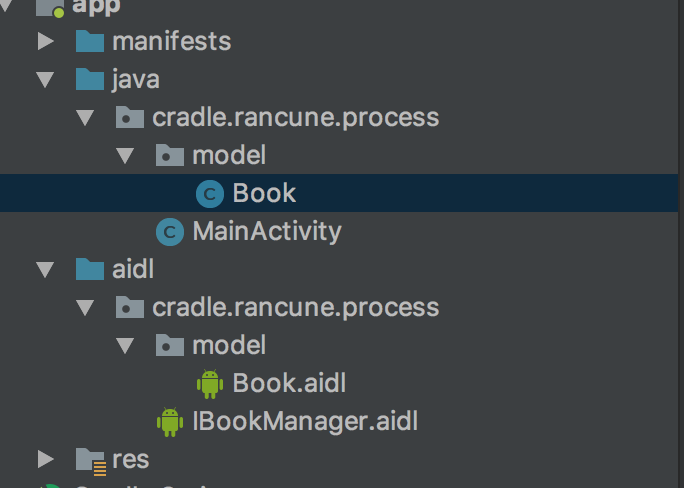 app
manifests
java
cradle.rancune.process
model
Book
MainActivity
aidl
cradle.rancune.process
model
Book.aidl
IBookManager.aidl
res